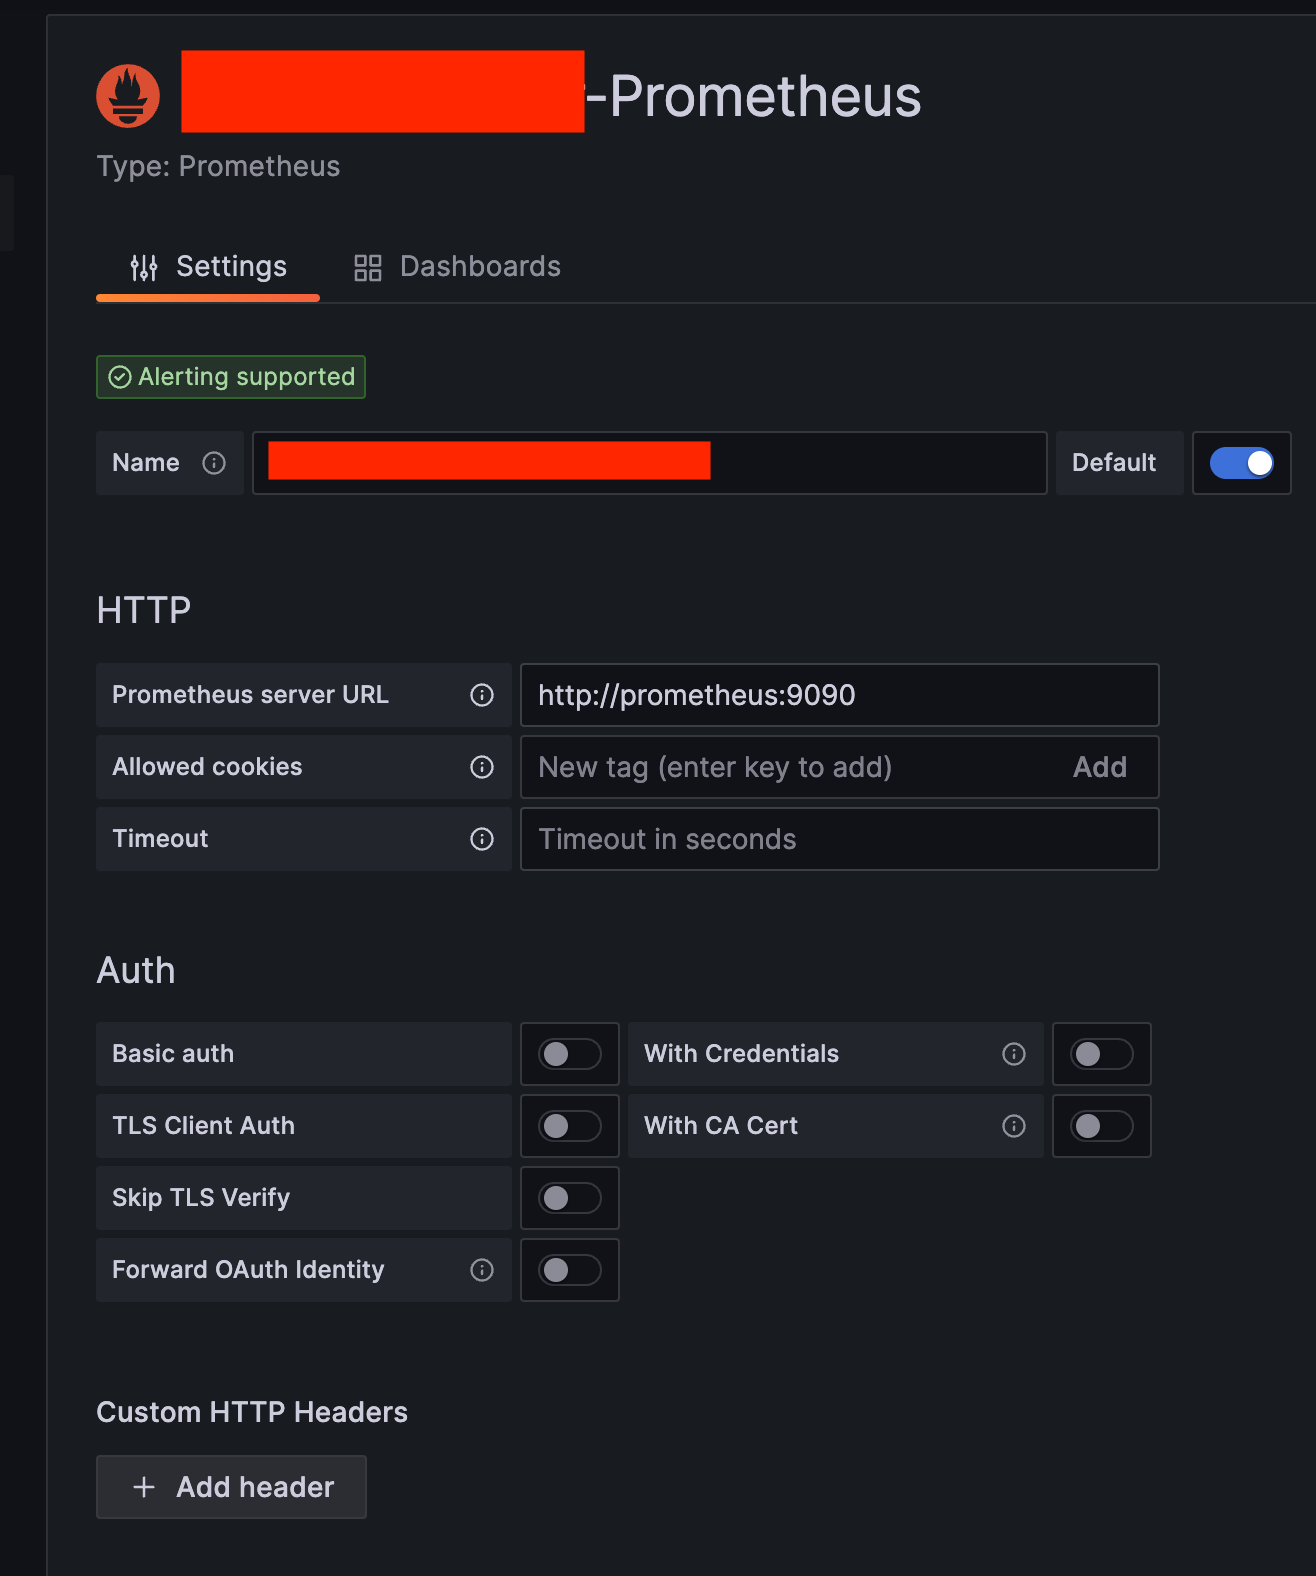 -Prometheus
Type: Prometheus
Settings
Dashboards
Alerting supported
Name
Default
HTTP
Prometheus server URL
http://prometheus:9090
Allowed cookies
New tag (enter key to add)
Add
Timeout
Timeout in seconds
Auth
Basic auth
With Credentials
TLS Client Auth
With CA Cert
Skip TLS Verify
Forward OAuth Identity
Custom HTTP Headers
Add header